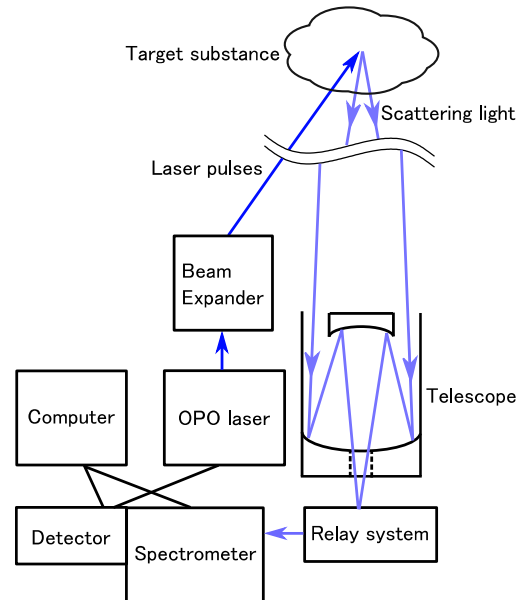 Target substance
Scattering light
Laser pulses
Beam
Expander
Telescope
Computer
OPO laser
Detector
Spectrometer
Relay system